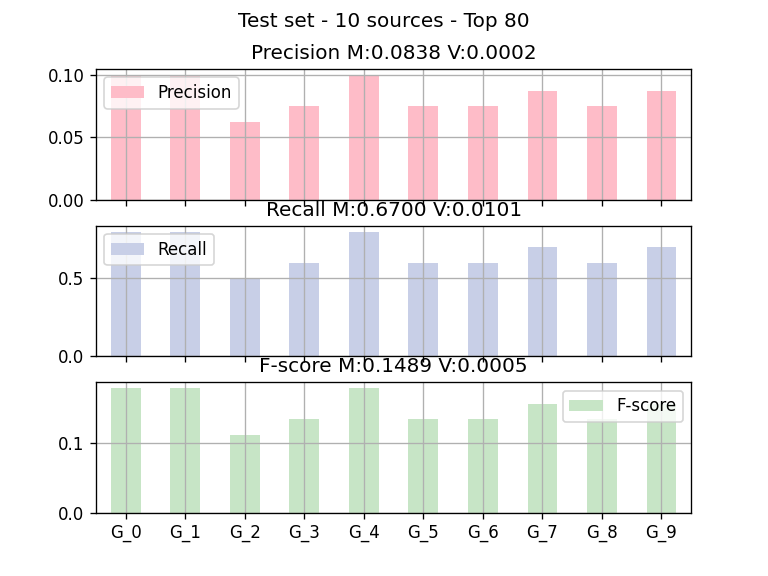 Test set - 10 sources - Top 80
Precision M:0.0838 V:0.0002
0.10
Precision
0.05
0.00
Recall M:0.6700 V:0.0101
Recall
0.5
0.0
F-score M:0.1489 V:0.0005
F-score
0.1
0.0
G_0 G_1 G_2 G_3 G_4 G_5 G_6 G_7 G_8 G_9